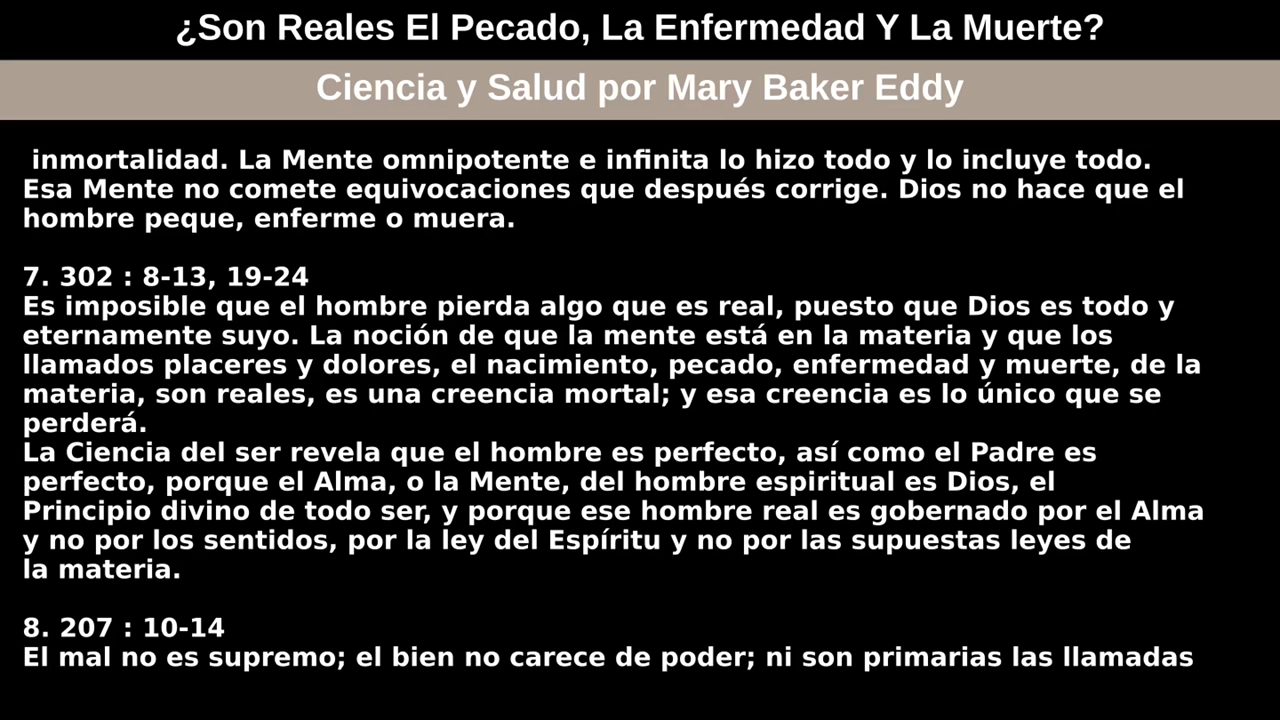 ¿Son Reales El Pecado, La Enfermedad Y La Muerte?
Ciencia y Salud por Mary Baker Eddy
inmortalidad. La Mente omnipotente e infinita lo hizo todo y lo incluye todo.
Esa Mente no comete equivocaciones que después corrige. Dios no hace que el
hombre peque, enferme o muera.
7. 302 : 8-13, 19-24
Es imposible que el hombre pierda algo que es real, puesto que Dios es todo y
eternamente suyo. La noción de que la mente está en la materia y que los
llamados placeres y dolores, el nacimiento, pecado, enfermedad y muerte, de la
materia, son reales, es una creencia mortal; y esa creencia es lo único que se
perderá.
La Ciencia del ser revela que el hombre es perfecto, así como el Padre es
perfecto, porque el Alma, o la Mente, del hombre espiritual es Dios, el
Principio divino de todo ser, y porque ese hombre real es gobernado por el Alma
y no por los sentidos, por la ley del Espíritu y no por las supuestas leyes de
la materia.
8. 207 : 10-14
El mal no es supremo; el bien no carece de poder; ni son primarias las llamadas